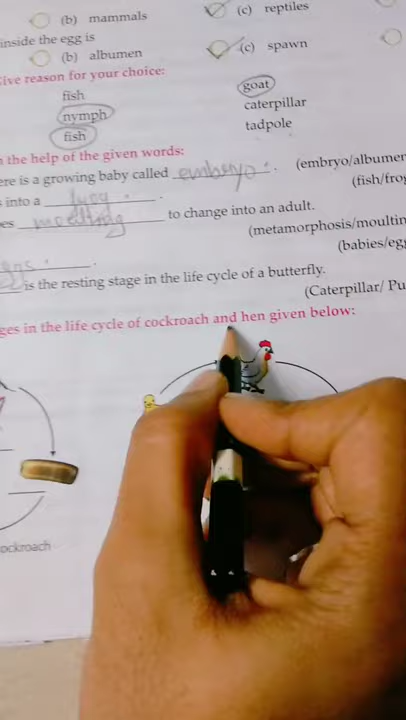 (b) mammals (c) reptiles
inside the egg is
(b) albumen (c) spawn
Give reason for your choice:
fish goat
nymph caterpillar
fish tadpole
the help of the given words:
ere is a growing baby called embryo. (embryo/albumen
into a . (fish/frog
es moulting to change into an adult.
(metamorphosis/moultin
. (babies/egg
is the resting stage in the life cycle of a butterfly.
(Caterpillar/ Pu
ges in the life cycle of cockroach and hen given below:
ockroach